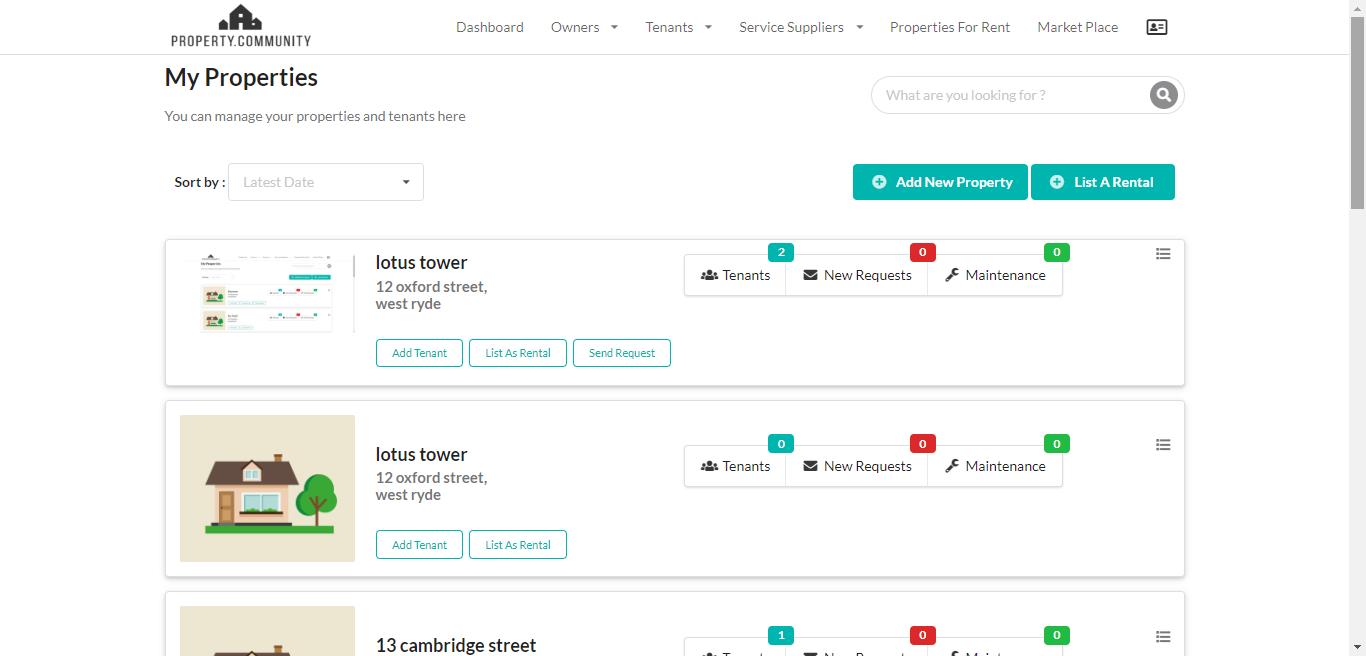 PROPERTY.COMMUNITY
Dashboard Owners Tenants Service Suppliers Properties For Rent Market Place
My Properties
What are you looking for ?
You can manage your properties and tenants here
Sort by : Latest Date
Add New Property List A Rental
lotus tower
12 oxford street,
west ryde
2 0 0
Tenants New Requests Maintenance
Add Tenant List As Rental Send Request
lotus tower
12 oxford street,
west ryde
0 0 0
Tenants New Requests Maintenance
Add Tenant List As Rental
13 cambridge street
1 0 0